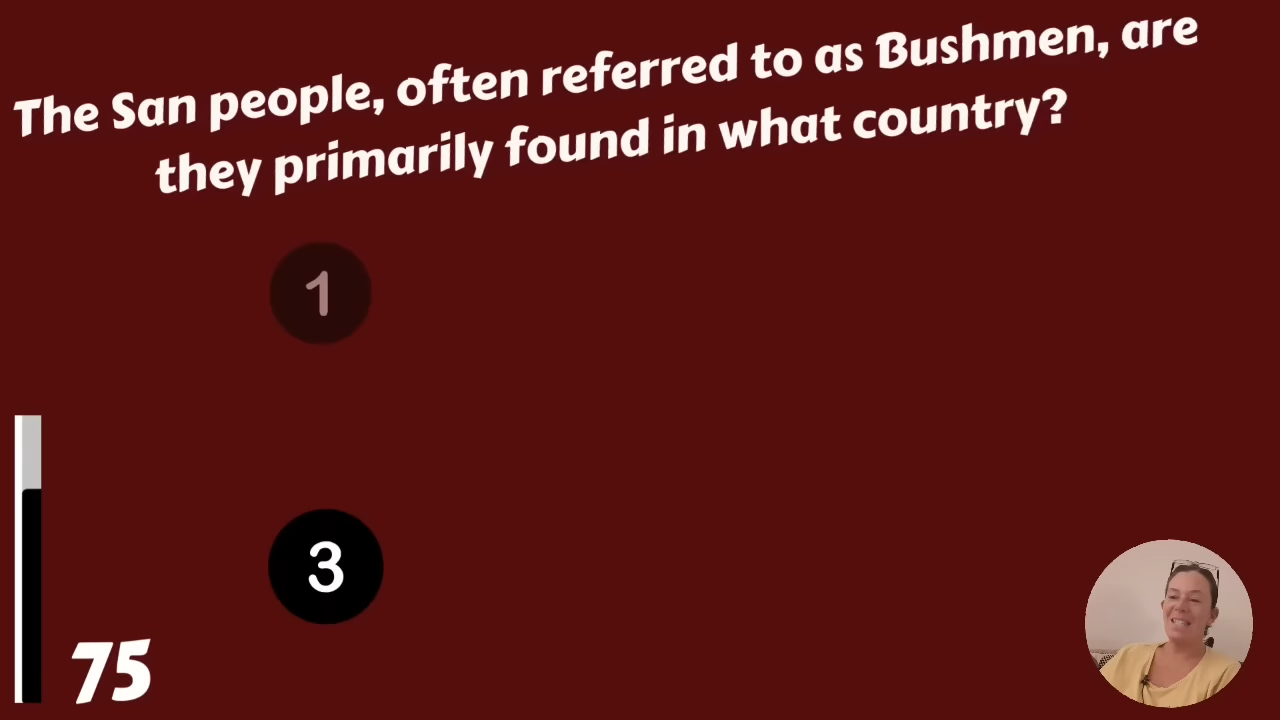 The San people, often referred to as Bushmen, are
they primarily found in what country?
1
3
75